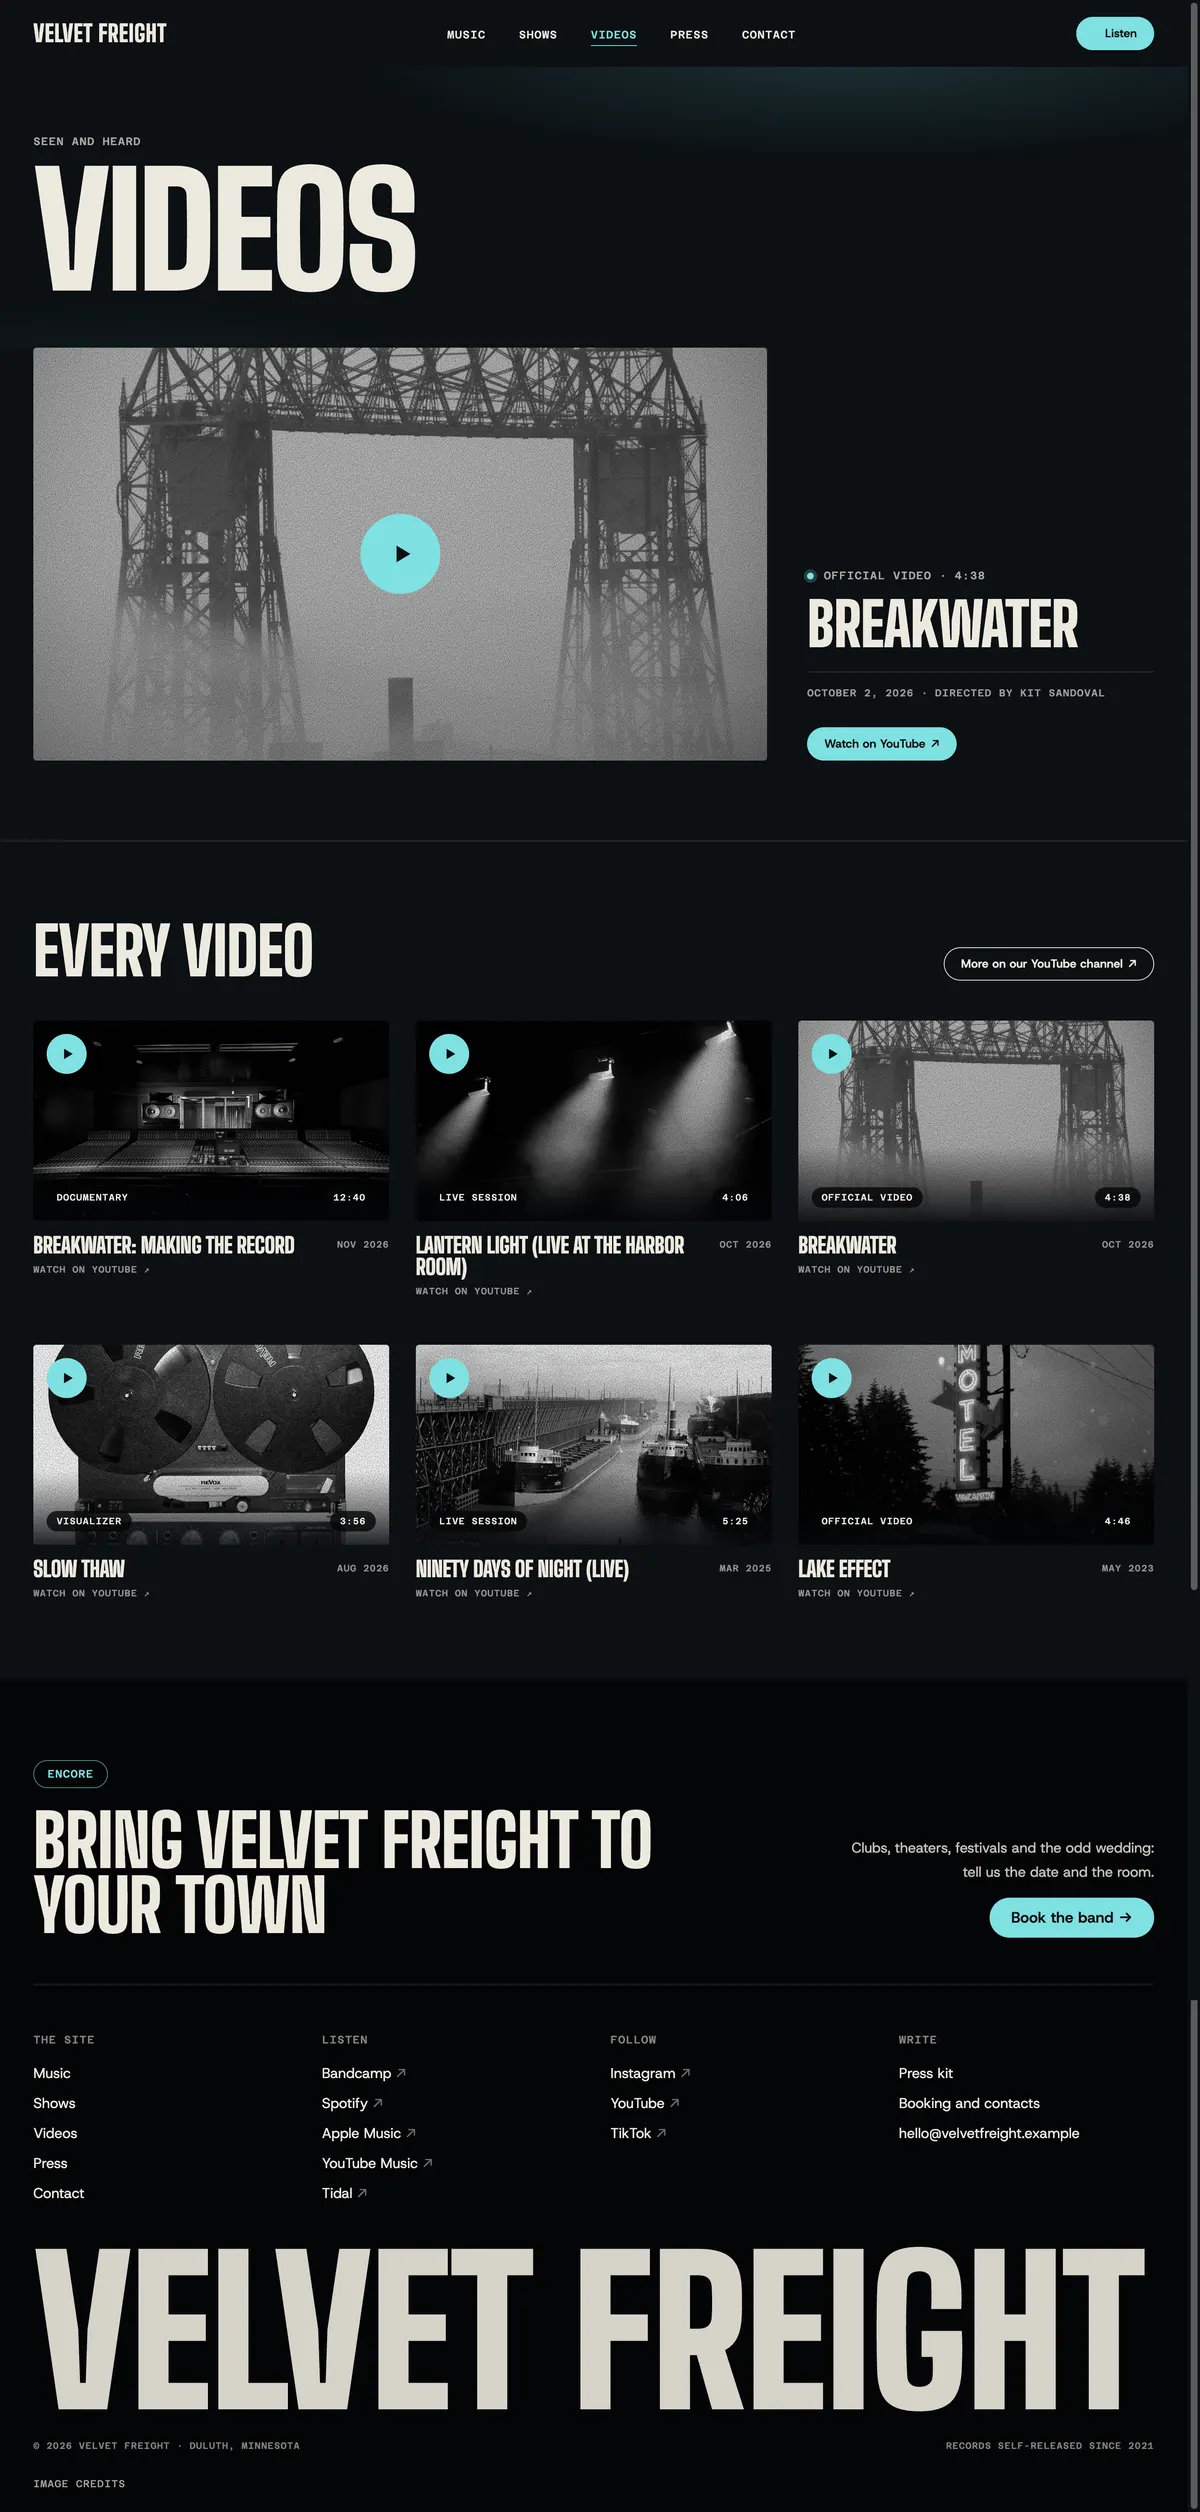 VELVET FREIGHT
MUSIC SHOWS VIDEOS PRESS CONTACT
Listen
SEEN AND HEARD
VIDEOS
OFFICIAL VIDEO · 4:38
BREAKWATER
OCTOBER 2, 2026 · DIRECTED BY KIT SANDOVAL
Watch on YouTube ↗
EVERY VIDEO
More on our YouTube channel ↗
DOCUMENTARY 12:40
BREAKWATER: MAKING THE RECORD NOV 2026
WATCH ON YOUTUBE ↗
LIVE SESSION 4:06
LANTERN LIGHT (LIVE AT THE HARBOR
ROOM) OCT 2026
WATCH ON YOUTUBE ↗
OFFICIAL VIDEO 4:38
BREAKWATER OCT 2026
WATCH ON YOUTUBE ↗
REVOX
VISUALIZER 3:56
SLOW THAW AUG 2026
WATCH ON YOUTUBE ↗
LIVE SESSION 5:25
NINETY DAYS OF NIGHT (LIVE) MAR 2025
WATCH ON YOUTUBE ↗
MOTEL
OFFICIAL VIDEO 4:46
LAKE EFFECT MAY 2023
WATCH ON YOUTUBE ↗
ENCORE
BRING VELVET FREIGHT TO
YOUR TOWN
Clubs, theaters, festivals and the odd wedding:
tell us the date and the room.
Book the band →
THE SITE
Music
Shows
Videos
Press
Contact
LISTEN
Bandcamp ↗
Spotify ↗
Apple Music ↗
YouTube Music ↗
Tidal ↗
FOLLOW
Instagram ↗
YouTube ↗
TikTok ↗
WRITE
Press kit
Booking and contacts
hello@velvetfreight.example
VELVET FREIGHT
© 2026 VELVET FREIGHT · DULUTH, MINNESOTA
RECORDS SELF-RELEASED SINCE 2021
IMAGE CREDITS